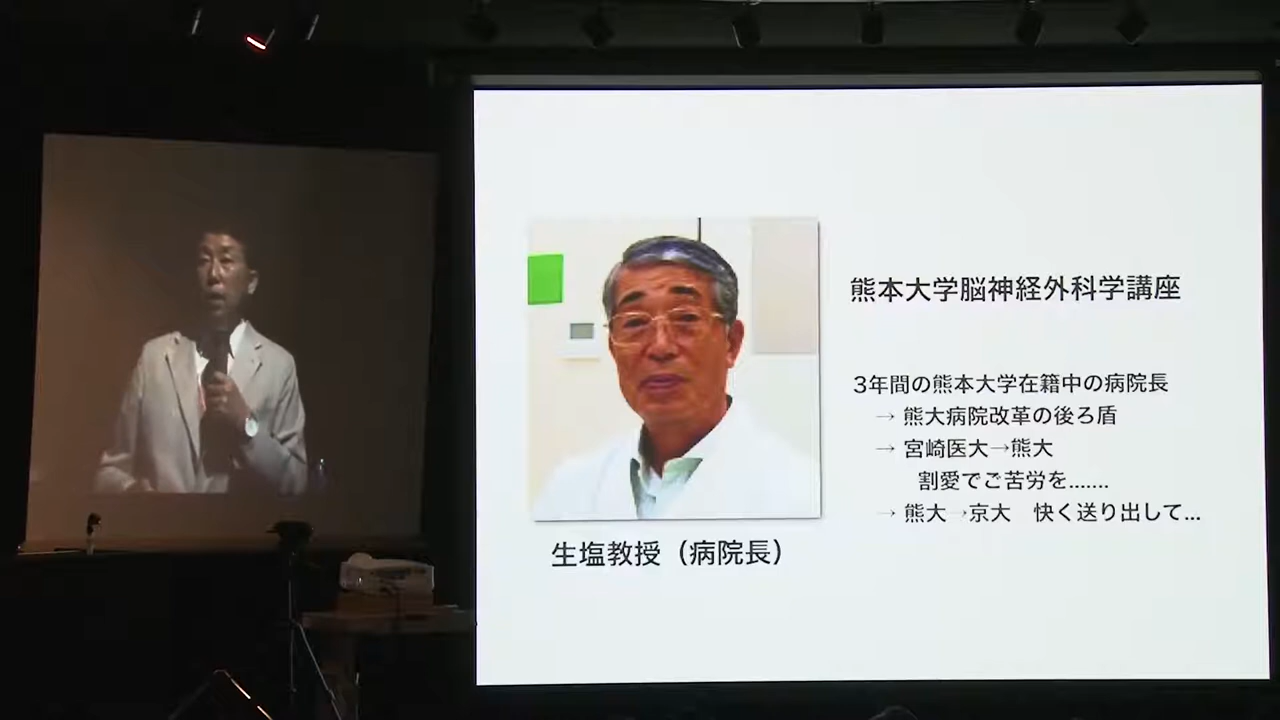 熊本大学脳神経外科学講座
3年間の熊本大学在籍中の病院長
→ 熊大病院改革の後ろ盾
→ 宮崎医大→熊大
割愛でご苦労を.......
→ 熊大→京大　快く送り出して...
生塩教授（病院長）